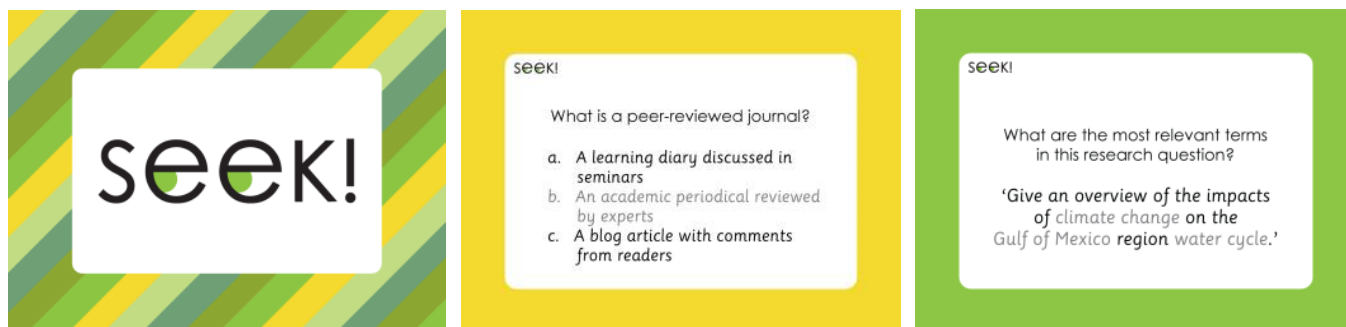 seeK!
seeK!
What is a peer-reviewed journal?
a. A learning diary discussed in
seminars
b. An academic periodical reviewed
by experts
c. A blog article with comments
from readers
seeK!
What are the most relevant terms
in this research question?
‘Give an overview of the impacts
of climate change on the
Gulf of Mexico region water cycle.’